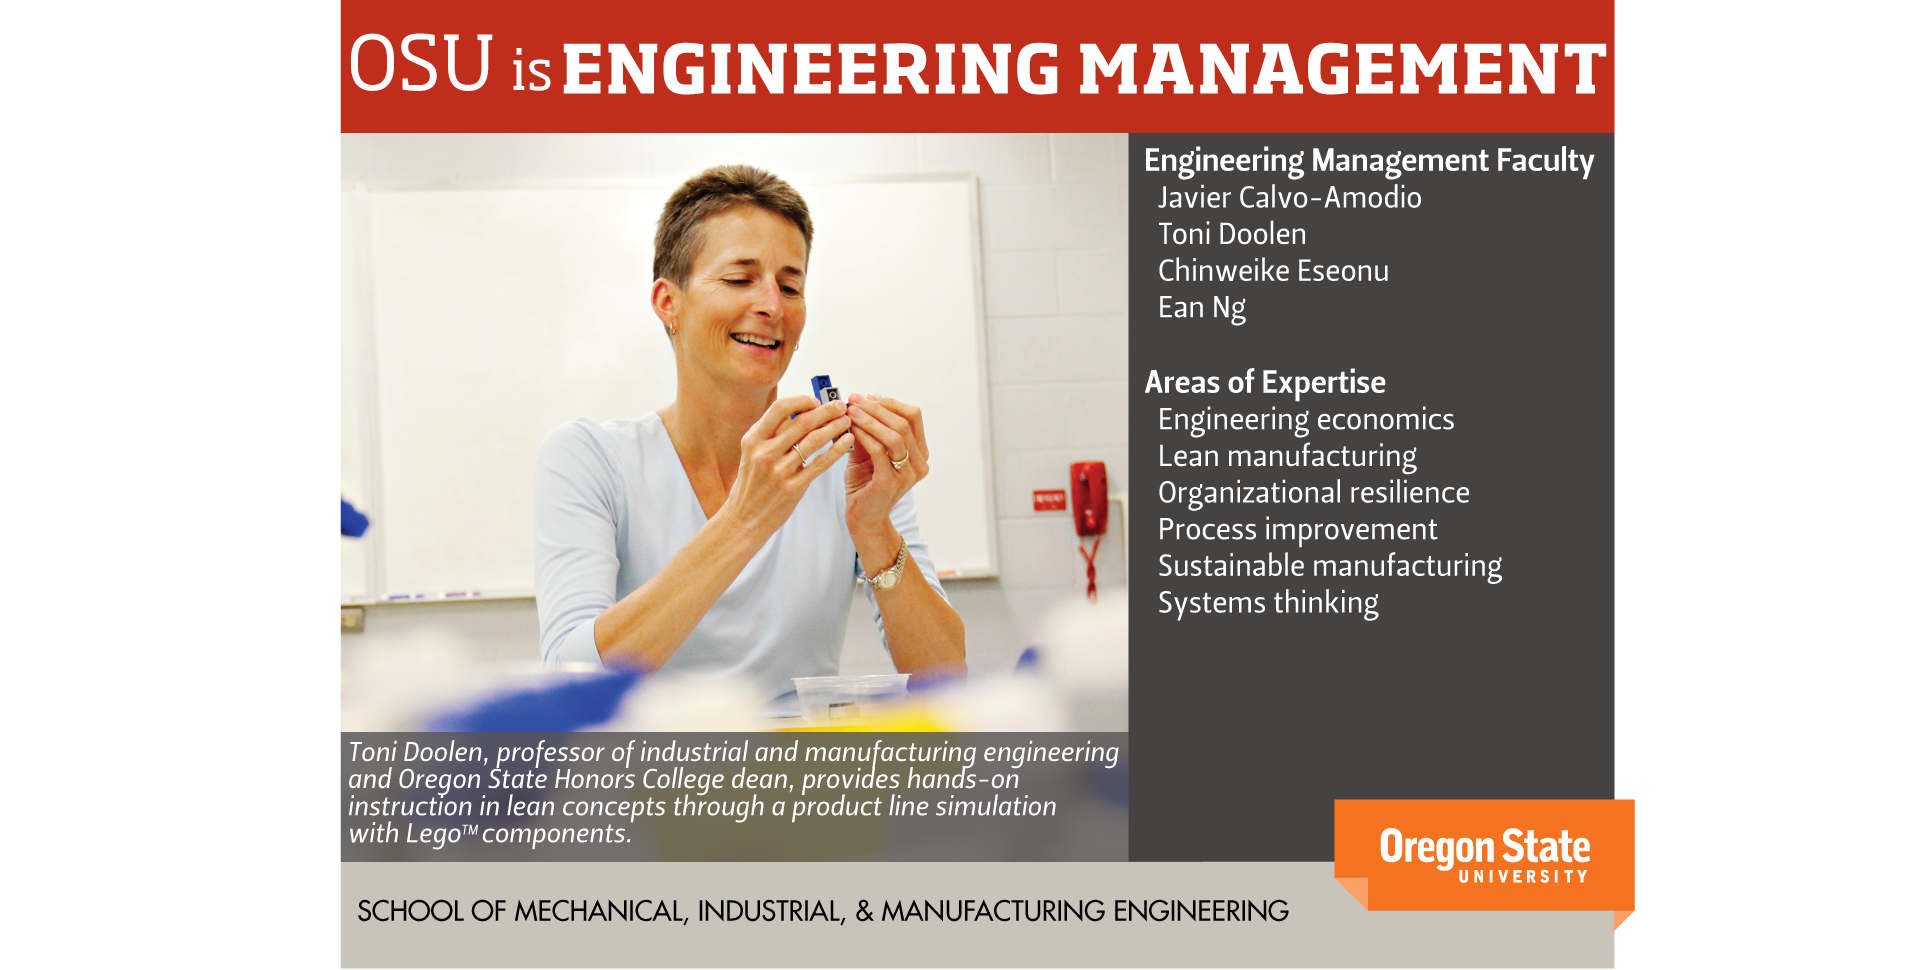 OSU is ENGINEERING MANAGEMENT
Engineering Management Faculty
Javier Calvo-Amodio
Toni Doolen
Chinweike Eseonu
Ean Ng
Areas of Expertise
Engineering economics
Lean manufacturing
Organizational resilience
Process improvement
Sustainable manufacturing
Systems thinking
Toni Doolen, professor of industrial and manufacturing engineering
and Oregon State Honors College dean, provides hands-on
instruction in lean concepts through a product line simulation
with Lego™ components.
Oregon State
UNIVERSITY
SCHOOL OF MECHANICAL, INDUSTRIAL, & MANUFACTURING ENGINEERING